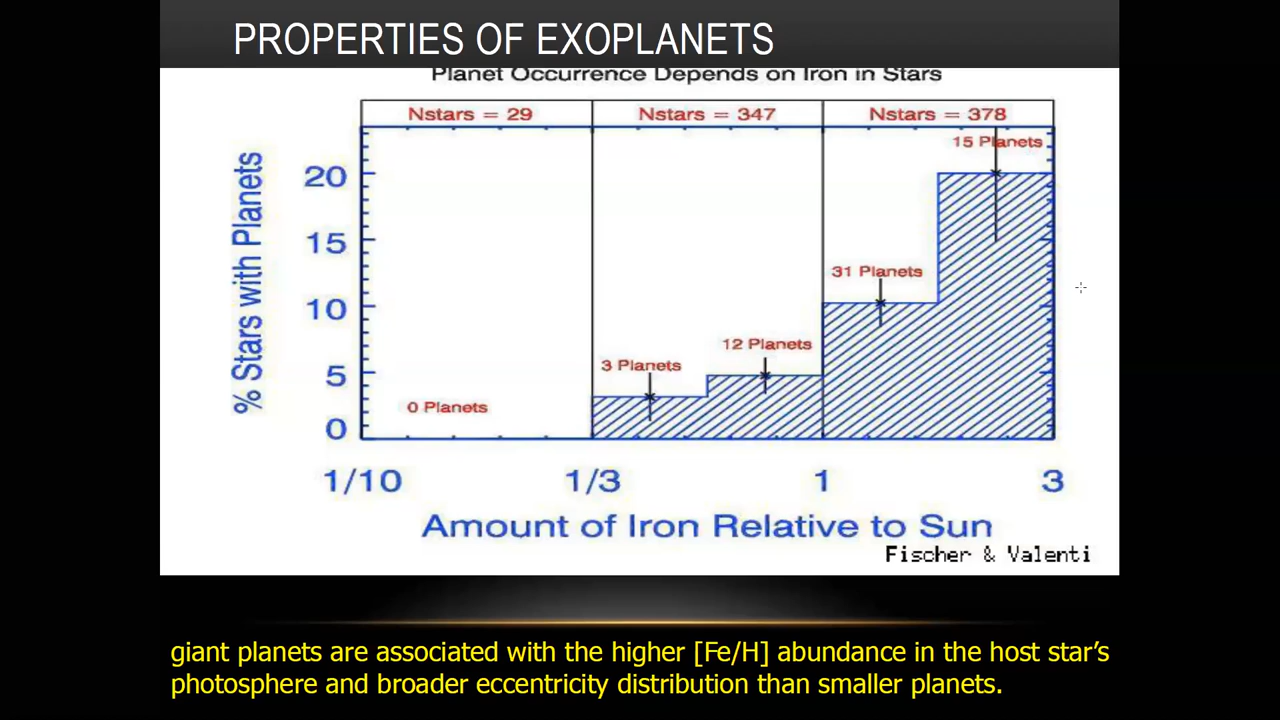 PROPERTIES OF EXOPLANETS
Planet Occurrence Depends on Iron in Stars
Nstars = 29
Nstars = 347
Nstars = 378
15 Planets
20
15
10
5
0
% Stars with Planets
31 Planets
12 Planets
3 Planets
0 Planets
1/10
1/3
1
3
Amount of Iron Relative to Sun
Fischer & Valenti
giant planets are associated with the higher [Fe/H] abundance in the host star’s
photosphere and broader eccentricity distribution than smaller planets.